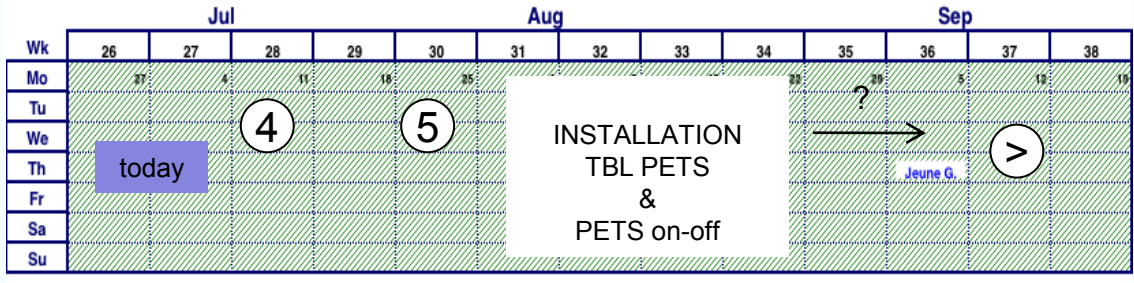 Jul Aug Sep
Wk 26 27 28 29 30 31 32 33 34 35 36 37 38
Mo 27 4 11 18 25 22 29 5 12 19
Tu ?
We 4 5 INSTALLATION >
Th today TBL PETS Jeune G.
Fr &
Sa PETS on-off
Su